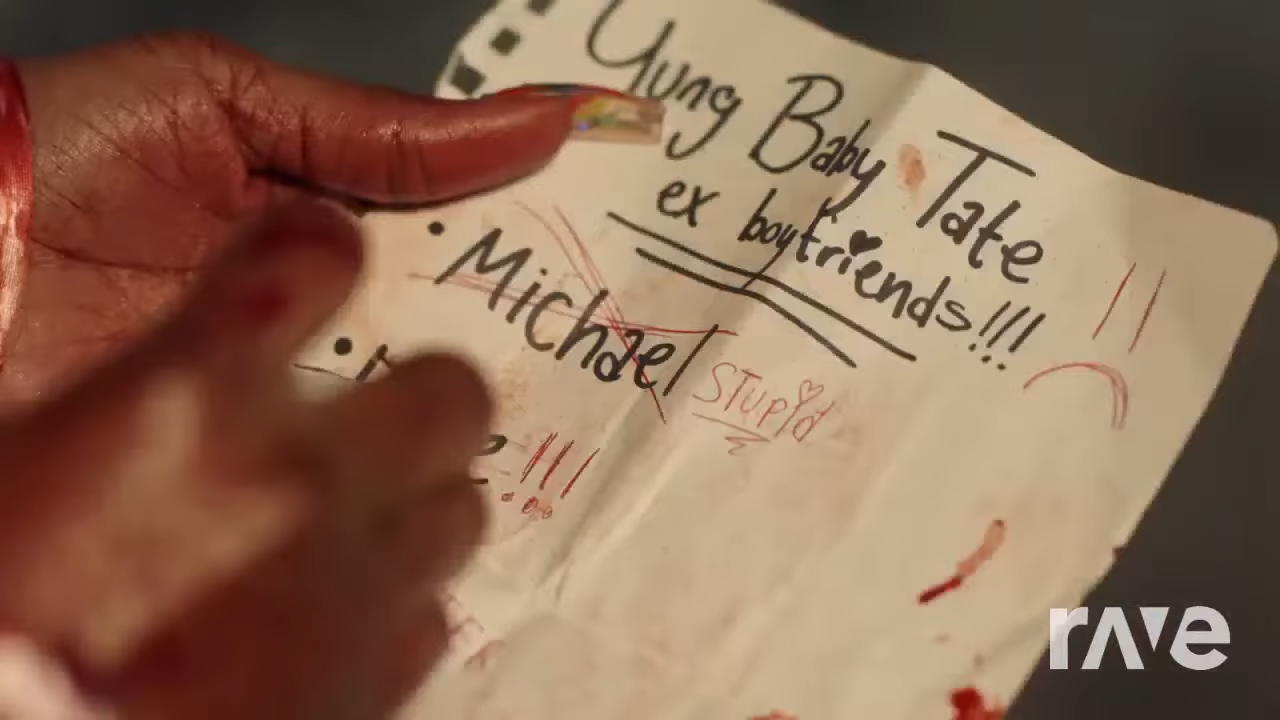 Yung Baby Tate
ex boyfriends!!!
• Michael
STUPID
!!!
rave